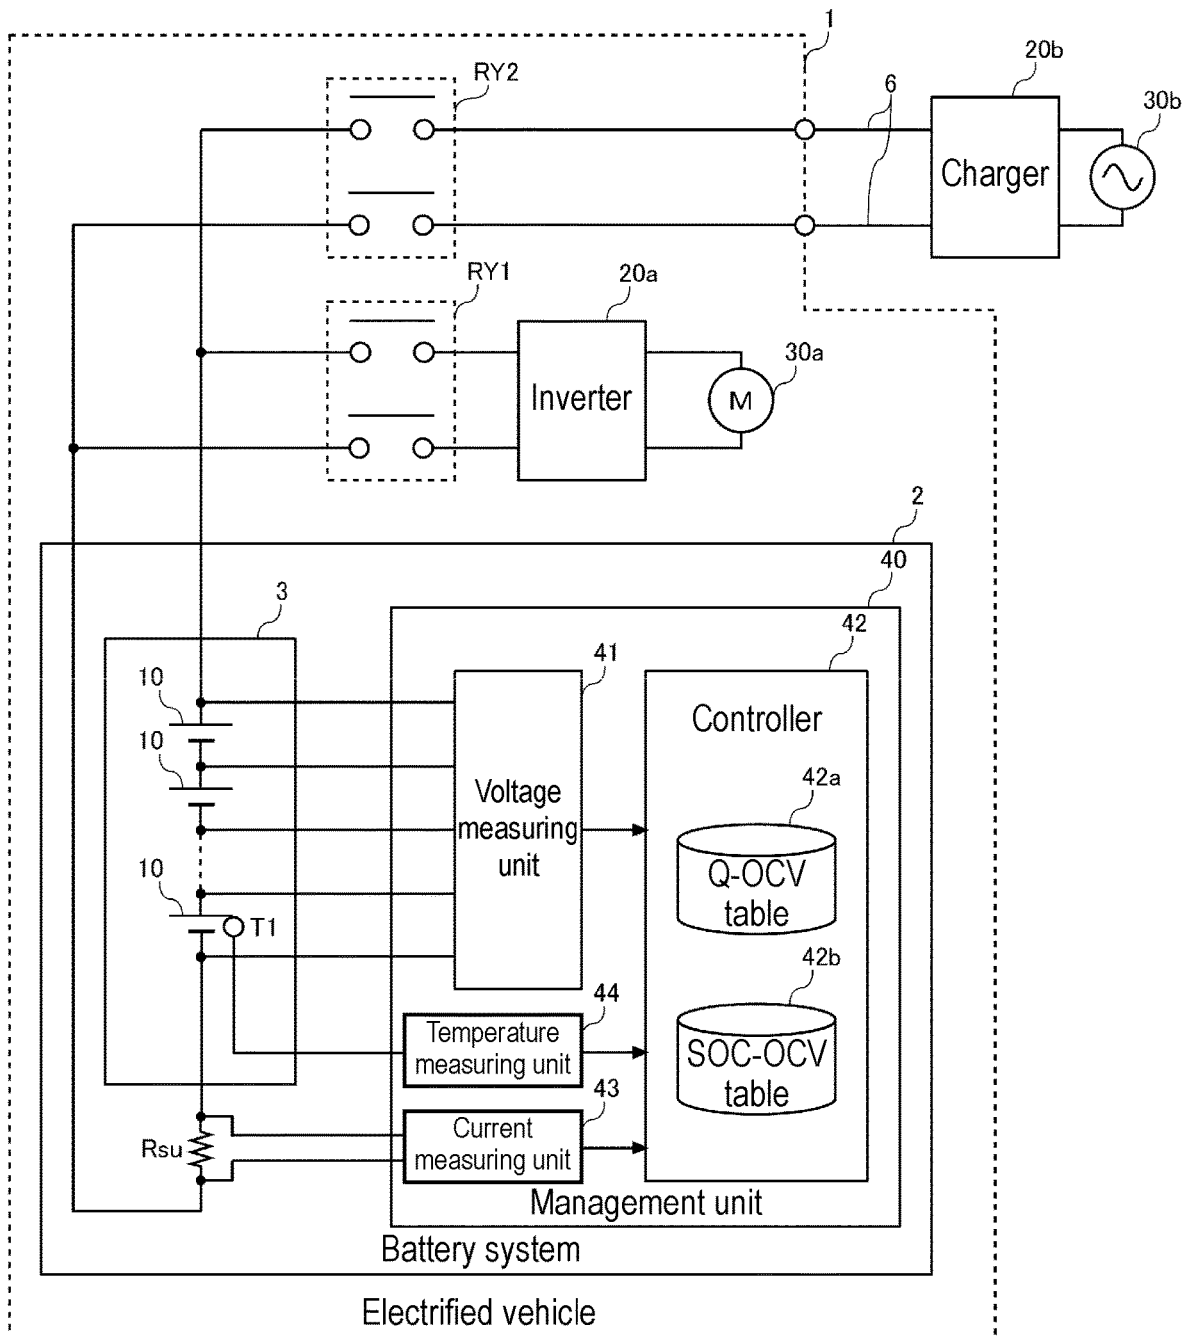 1
RY2
6
20b
30b
Charger
RY1
20a
30a
Inverter
M
2
40
3
42
41
10
Controller
10
Voltage
measuring
unit
42a
Q-OCV
table
10
T1
42b
44
Temperature
measuring unit
SOC-OCV
table
43
Current
measuring unit
Rsu
Management unit
Battery system
Electrified vehicle